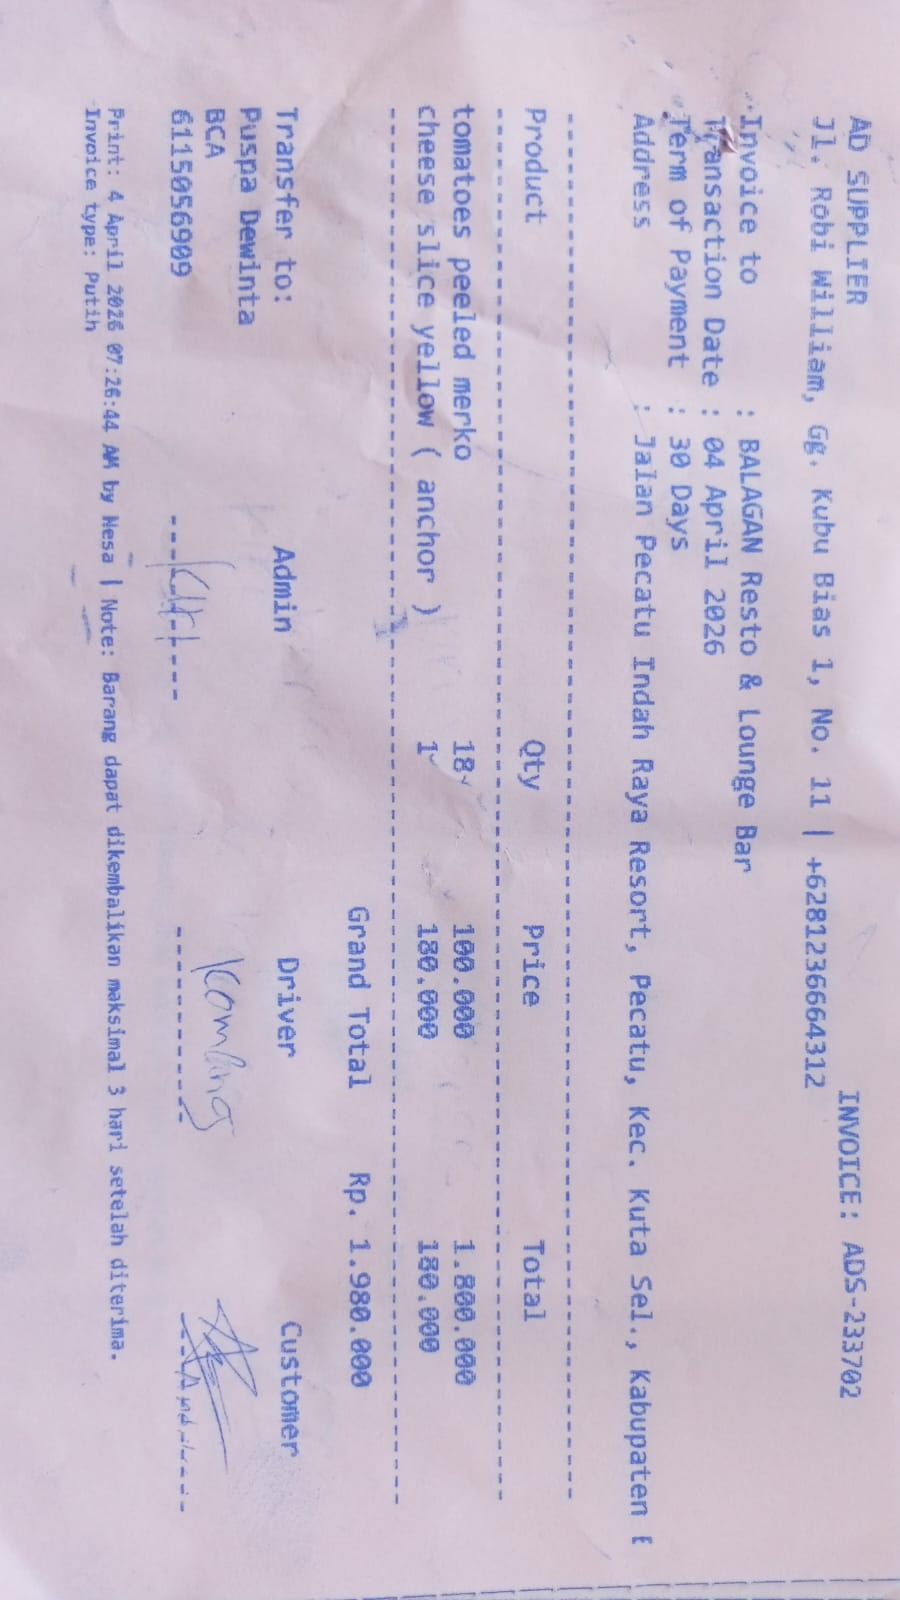 AD SUPPLIER INVOICE: ADS-233702
Jl. Robi William, Gg. Kubu Bias 1, No. 11 | +6281236664312
Invoice to : BALAGAN Resto & Lounge Bar
Transaction Date : 04 April 2026
Term of Payment : 30 Days
Address : Jalan Pecatu Indah Raya Resort, Pecatu, Kec. Kuta Sel., Kabupaten
Product Qty Price Total
tomatoes peeled merko 18 100.000 1.800.000
cheese slice yellow ( anchor ) 1 180.000 180.000
Grand Total Rp. 1.980.000
Transfer to: Admin Driver Customer
Puspa Dewinta
BCA Komang
6115056909
Print: 4 April 2026 07:26:44 AM by Nesa | Note: Barang dapat dikembalikan maksimal 3 hari setelah diterima.
Invoice type: Putih